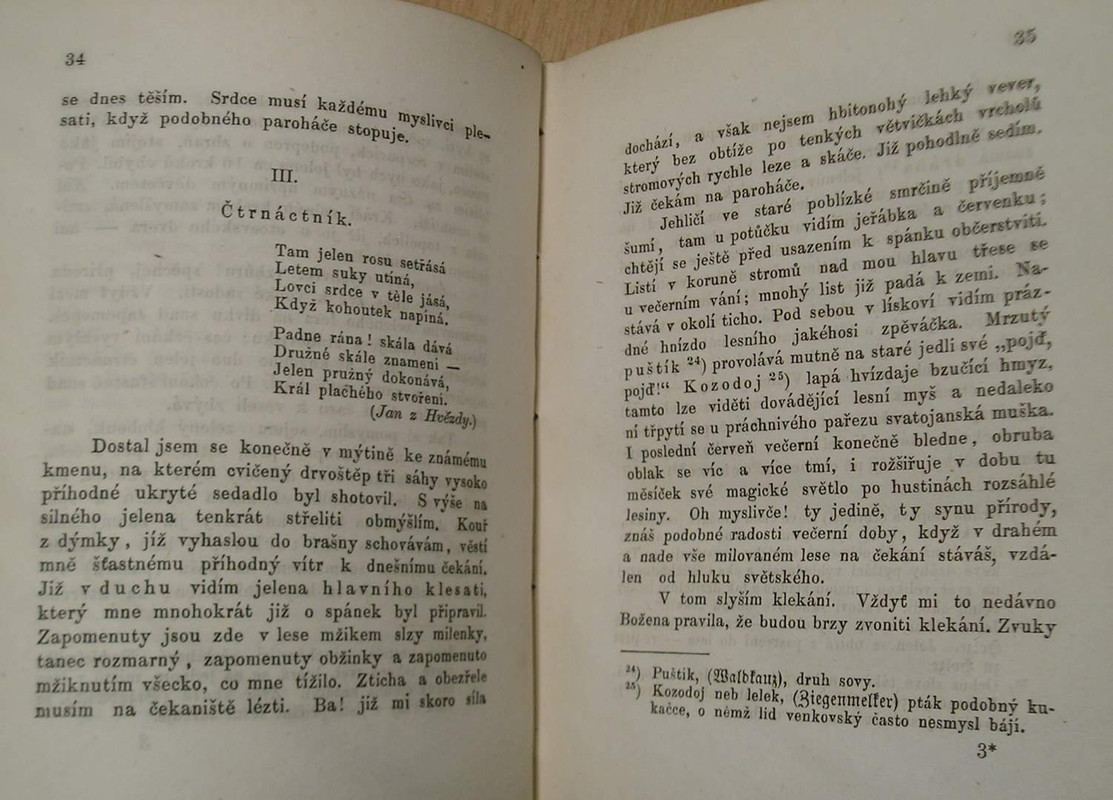 34
se dnes těším. Srdce musí každému myslivci ple-
sati, když podobného paroháče stopuje.
III.
Čtrnáctník.
Tam jelen rosu setřásá
Letem suky utíná,
Lovci srdce v těle jásá,
Když kohoutek napíná.
Padne rána! skála dává
Družné skále znamení —
Jelen pružný dokonává,
Král plachého stvoření.
(Jan z Hvězdy.)
Dostal jsem se konečně v mýtině ke známému
kmenu, na kterém cvičený drvoštěp tři sáhy vysoko
příhodné ukryté sedadlo byl shotovil. S výše na
silného jelena tenkrát střeliti obmýšlím. Kouř
z dýmky, jíž vyhaslou do brašny schovávám, věstí
mně šťastnému příhodný vítr k dnešnímu čekání.
Již v duchu vidím jelena hlavního klesati,
který mne mnohokrát již o spánek byl připravil.
Zapomenuty jsou zde v lese mžikem slzy milenky,
tanec rozmarný, zapomenuty obžinky a zapomenuto
mžiknutím všecko, co mne tížilo. Zticha a obezřele
musím na čekaniště lézti. Ba! již mi skoro síla
35
dochází, a však nejsem hbitonohý lehký vever,
který bez obtíže po tenkých větvičkách vrcholů
stromových rychle leze a skáče. Již pohodlně sedím.
Již čekám na paroháče.
Jehličí ve staré poblízké smrčině příjemně
šumí, tam u potůčku vidím jeřábka a červenku;
chtějí se ještě před usazením k spánku občerstviti.
Listí v koruně stromů nad mou hlavu třese se
u večerním vání; mnohý list již padá k zemi. Na-
stává v okolí ticho. Pod sebou v lískoví vidím práz-
dné hnízdo lesního jakéhosi zpěváčka. Mrzutý
puštík ²⁴) provolává mutně na staré jedli své „pojď,
pojď!“ Kozodoj ²⁵) lapá hvízdaje bzučící hmyz,
tamto lze viděti dovádějící lesní myš a nedaleko
ní třpytí se u práchnivého pařezu svatojanská muška.
I poslední červeň večerní konečně bledne, obruba
oblak se víc a více tmí, i rožšiřuje v dobu tu
měsíček své magické světlo po hustinách rozsáhlé
lesiny. Oh myslivče! ty jedině, ty synu přírody,
znáš podobné radosti večerní doby, když v drahém
a nade vše milovaném lese na čekání stáváš, vzdá-
len od hluku světského.
V tom slyším klekání. Vždyť mi to nedávno
Božena pravila, že budou brzy zvoniti klekání. Zvuky
²⁴) Puštík, (Waldkauz), druh sovy.
²⁵) Kozodoj neb lelek, (Ziegenmelker) pták podobný ku-
kačce, o němž lid venkovský často nesmysl bájí.
3*